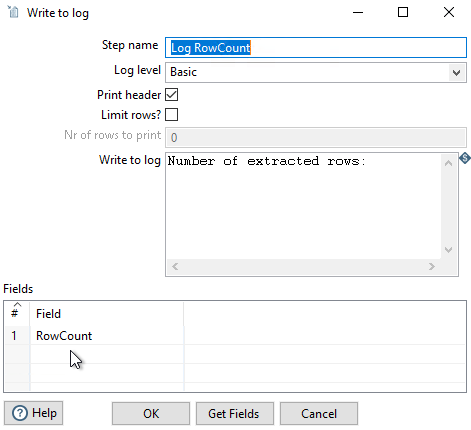 Write to log
Step name Log RowCount
Log level Basic
Print header
Limit rows?
Nr of rows to print 0
Write to log Number of extracted rows:
Fields
# Field
1 RowCount
Help OK Get Fields Cancel